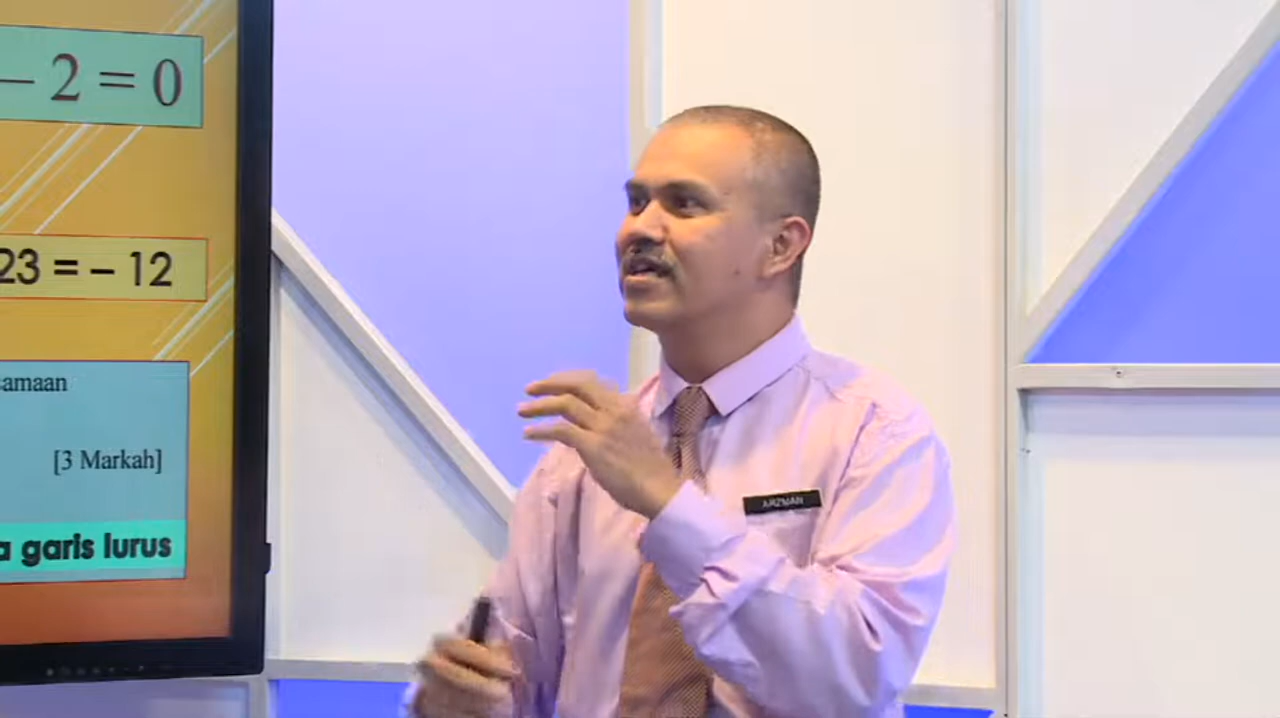 – 2 = 0
23 = – 12
amaan
[3 Markah]
a garis lurus
ARZMAN